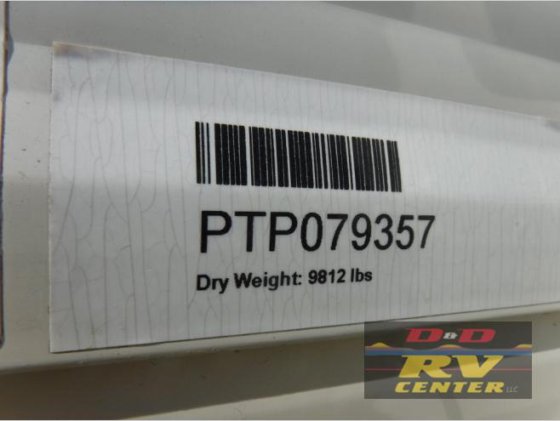 PTP079357
Dry Weight: 9812 lbs
D&D
RV
CENTER LLC